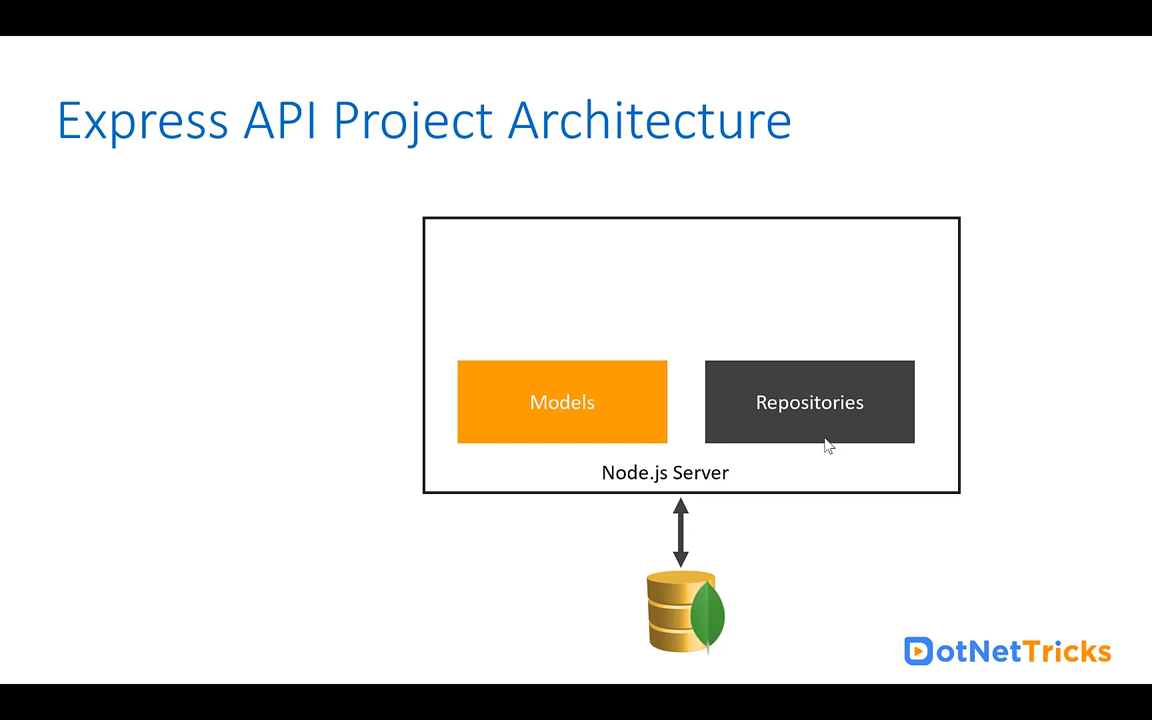 Express API Project Architecture
Models
Repositories
Node.js Server
DotNetTricks